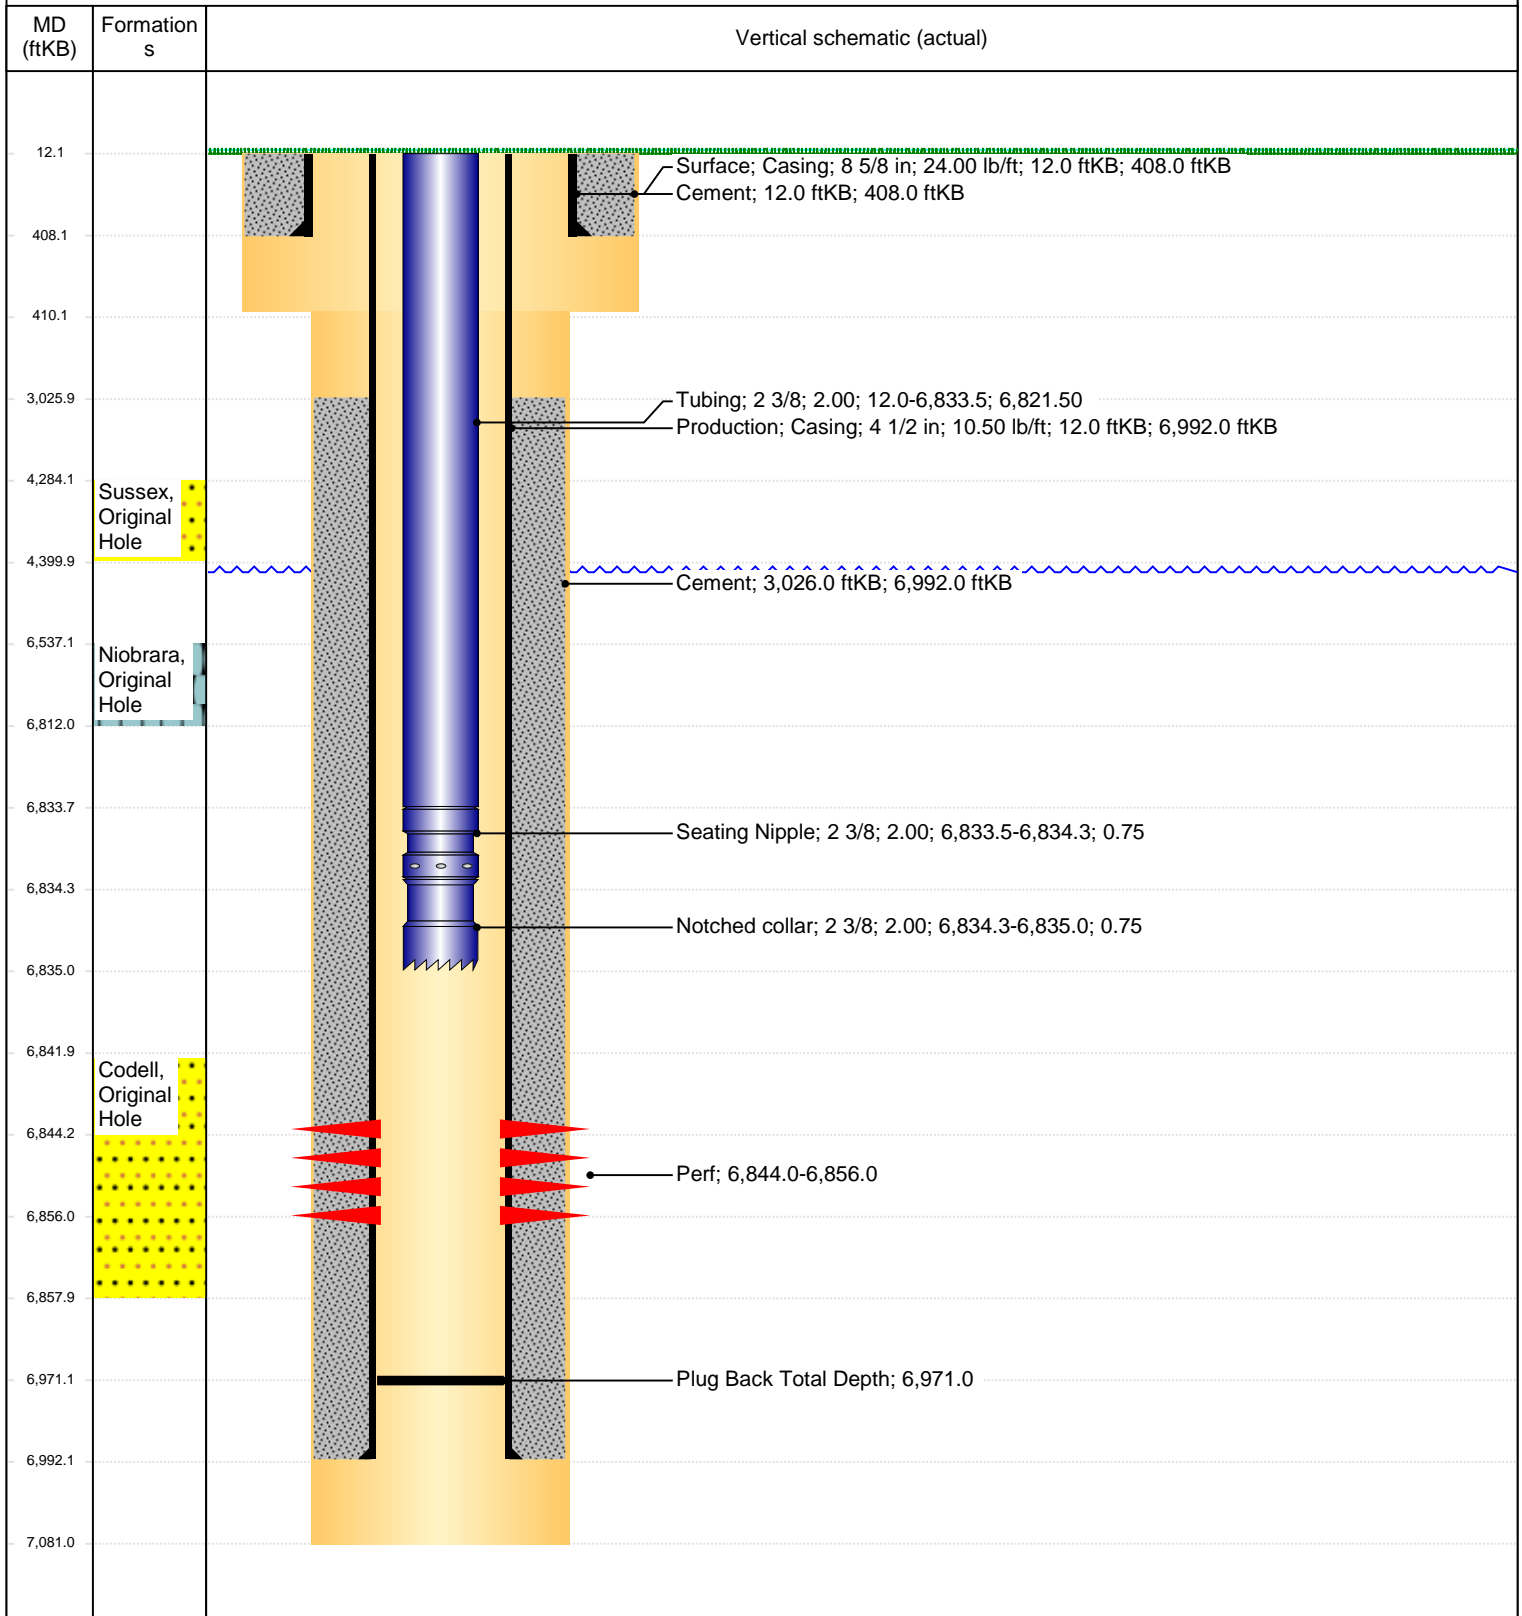 MD
(ftKB)
Formation
s
Vertical schematic (actual)
12.1
Surface; Casing; 8 5/8 in; 24.00 lb/ft; 12.0 ftKB; 408.0 ftKB
Cement; 12.0 ftKB; 408.0 ftKB
408.1
410.1
3,025.9
Tubing; 2 3/8; 2.00; 12.0-6,833.5; 6,821.50
Production; Casing; 4 1/2 in; 10.50 lb/ft; 12.0 ftKB; 6,992.0 ftKB
4,284.1
Sussex,
Original
Hole
4,399.9
Cement; 3,026.0 ftKB; 6,992.0 ftKB
6,537.1
Niobrara,
Original
Hole
6,812.0
6,833.7
Seating Nipple; 2 3/8; 2.00; 6,833.5-6,834.3; 0.75
6,834.3
Notched collar; 2 3/8; 2.00; 6,834.3-6,835.0; 0.75
6,835.0
6,841.9
Codell,
Original
Hole
6,844.2
Perf; 6,844.0-6,856.0
6,856.0
6,857.9
6,971.1
Plug Back Total Depth; 6,971.0
6,992.1
7,081.0